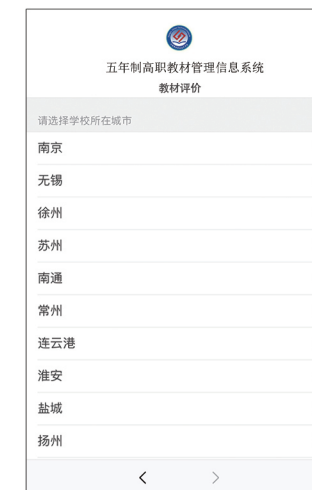 五年制高职教材管理信息系统
教材评价
请选择学校所在城市
南京
无锡
徐州
苏州
南通
常州
连云港
淮安
盐城
扬州